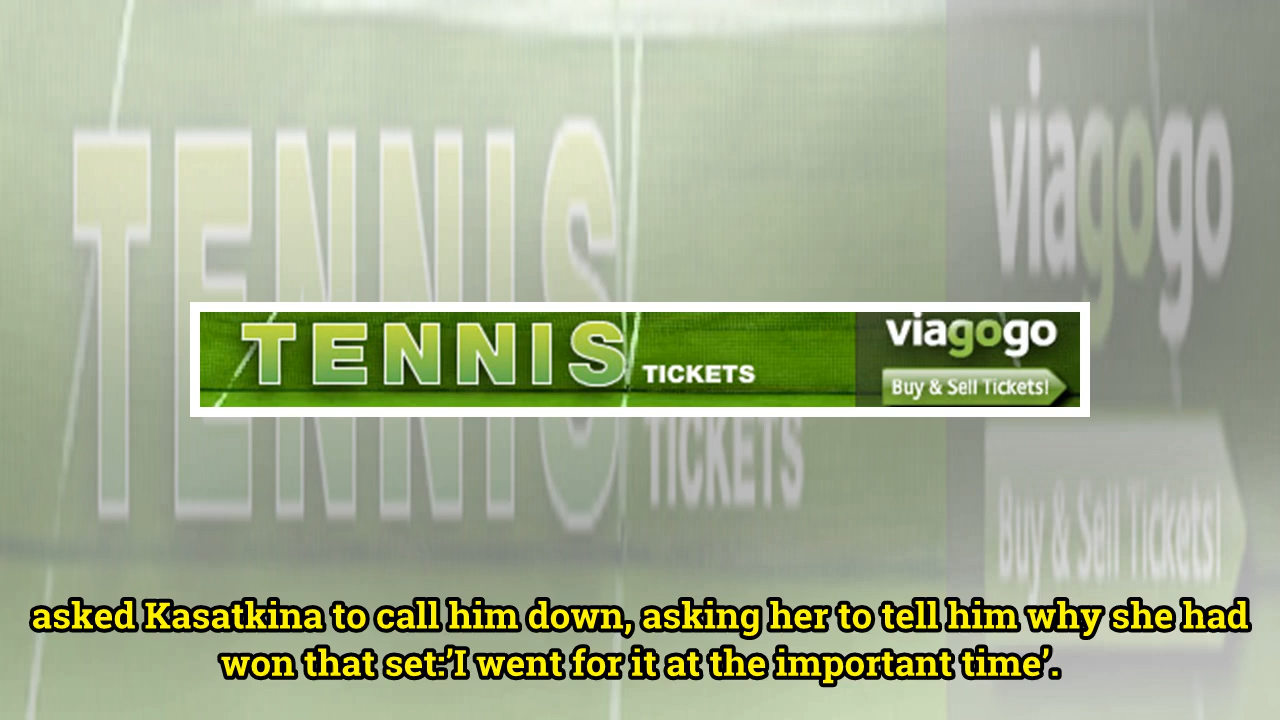 TENNIS TICKETS
viagogo
Buy & Sell Tickets!
TENNIS
TICKETS
viagogo
Buy & Sell Tickets!
asked Kasatkina to call him down, asking her to tell him why she had
won that set:’I went for it at the important time’.